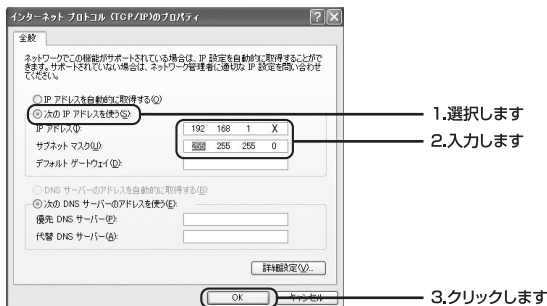 インターネット プロトコル (TCP/IP)のプロパティ
全般
ネットワークでこの機能がサポートされている場合は、IP 設定を自動的に取得することがで
きます。サポートされていない場合は、ネットワーク管理者に適切な IP 設定を問い合わせ
てください。
IP アドレスを自動的に取得する(O)
次の IP アドレスを使う(S): 1.選択します
IP アドレス(I): 192 168 1 X
2.入力します
サブネット マスク(U): 255 255 255 0
デフォルト ゲートウェイ(D):
DNS サーバーのアドレスを自動的に取得する(B)
次の DNS サーバーのアドレスを使う(E):
優先 DNS サーバー(P):
代替 DNS サーバー(A):
詳細設定(V)...
OK キャンセル 3.クリックします